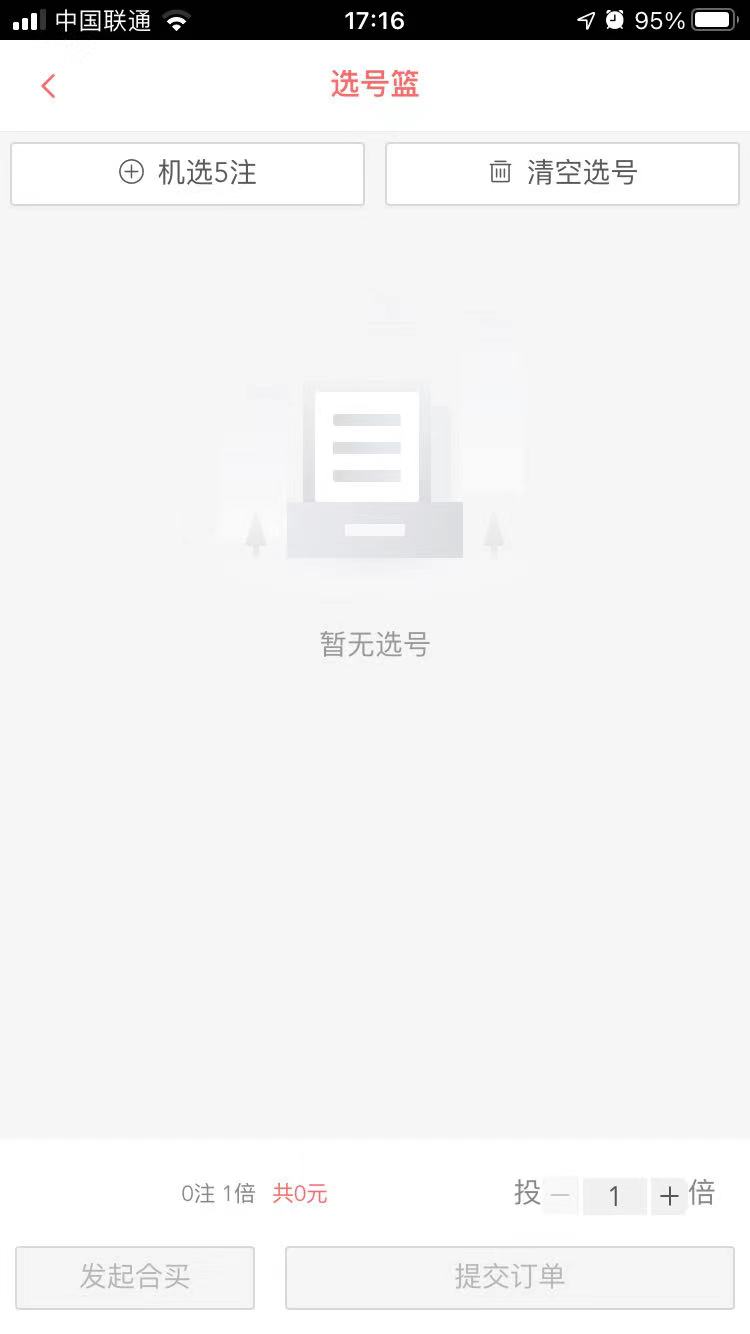 中国联通 17:16 95%
选号篮
机选5注 清空选号
暂无选号
0注 1倍 共0元 投 1 倍
发起合买 提交订单